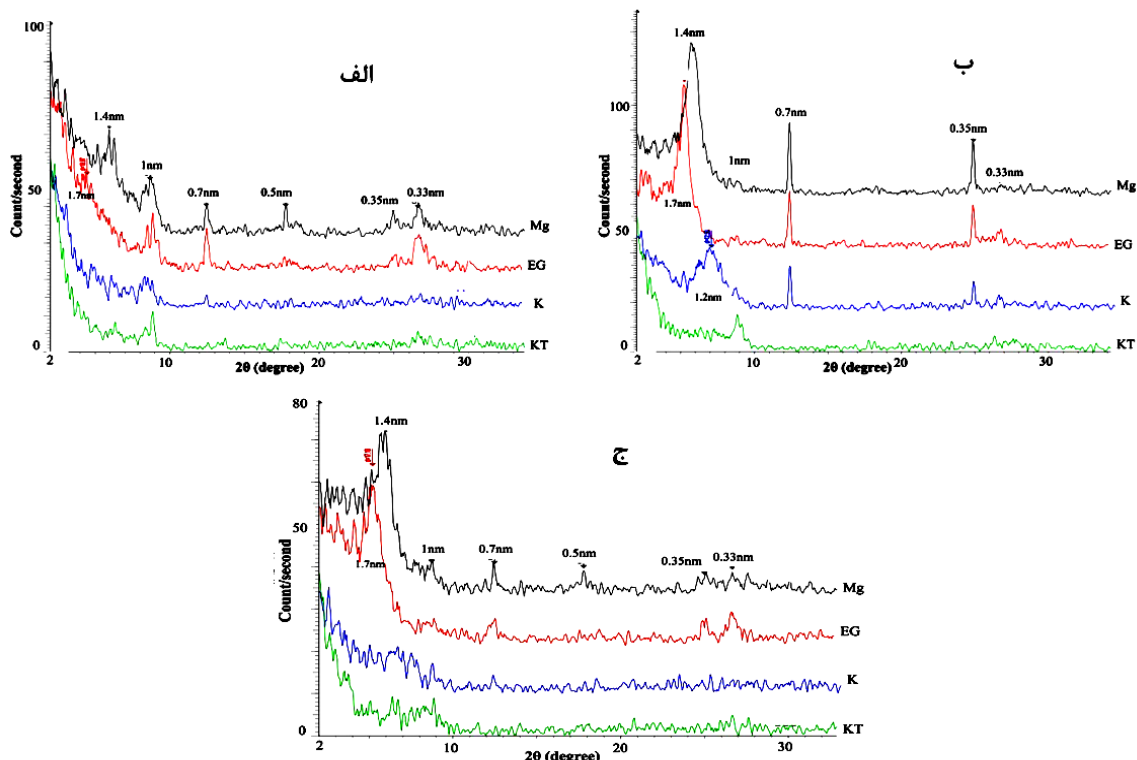 الف
100
50
0
Count/second
1.4nm
1.7nm
1nm
0.7nm
0.5nm
0.35nm
0.33nm
Mg
EG
K
KT
2
10
20
30
2θ (degree)
ب
100
50
0
Count/second
1.4nm
1.7nm
1nm
1.2nm
0.7nm
0.35nm
0.33nm
Mg
EG
K
KT
2
10
20
30
2θ (degree)
ج
80
50
0
Count/second
1.4nm
1.7nm
1nm
0.7nm
0.5nm
0.35nm
0.33nm
Mg
EG
K
KT
2
10
20
30
2θ (degree)